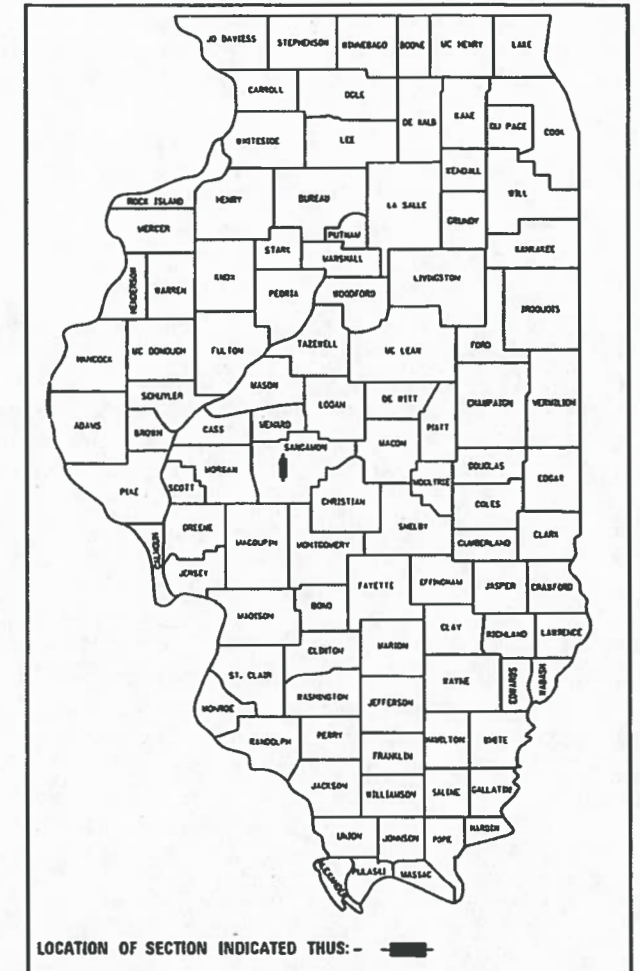 JO DAVIESS STEPHENSON WINNEBAGO BOONE MC HENRY LAKE
CARROLL OGLE DE KALB KANE DU PAGE COOK
WHITESIDE LEE
KENDALL
ROCK ISLAND HENRY BUREAU LA SALLE WILL
MERCER PUTNAM GRUNDY
STARK MARSHALL KANKAKEE
HENDERSON WARREN KNOX PEORIA WOODFORD LIVINGSTON IROQUOIS
HANCOCK MC DONOUGH FULTON TAZEWELL MC LEAN FORD
MASON
SCHUYLER LOGAN DE WITT CHAMPAIGN VERMILION
ADAMS BROWN CASS MENARD MACON PIATT
SANGAMON
PIKE SCOTT MORGAN CHRISTIAN MOULTRIE DOUGLAS EDGAR
COLES
CALHOUN GREENE MACOUPIN MONTGOMERY SHELBY CUMBERLAND CLARK
JERSEY FAYETTE EFFINGHAM JASPER CRAWFORD
MADISON BOND
CLAY RICHLAND LAWRENCE
CLINTON MARION
ST. CLAIR WAYNE EDWARDS WABASH
WASHINGTON JEFFERSON
MONROE
RANDOLPH PERRY HAMILTON WHITE
FRANKLIN
JACKSON WILLIAMSON SALINE GALLATIN
UNION JOHNSON POPE HARDIN
ALEXANDER PULASKI MASSAC
LOCATION OF SECTION INDICATED THUS:-